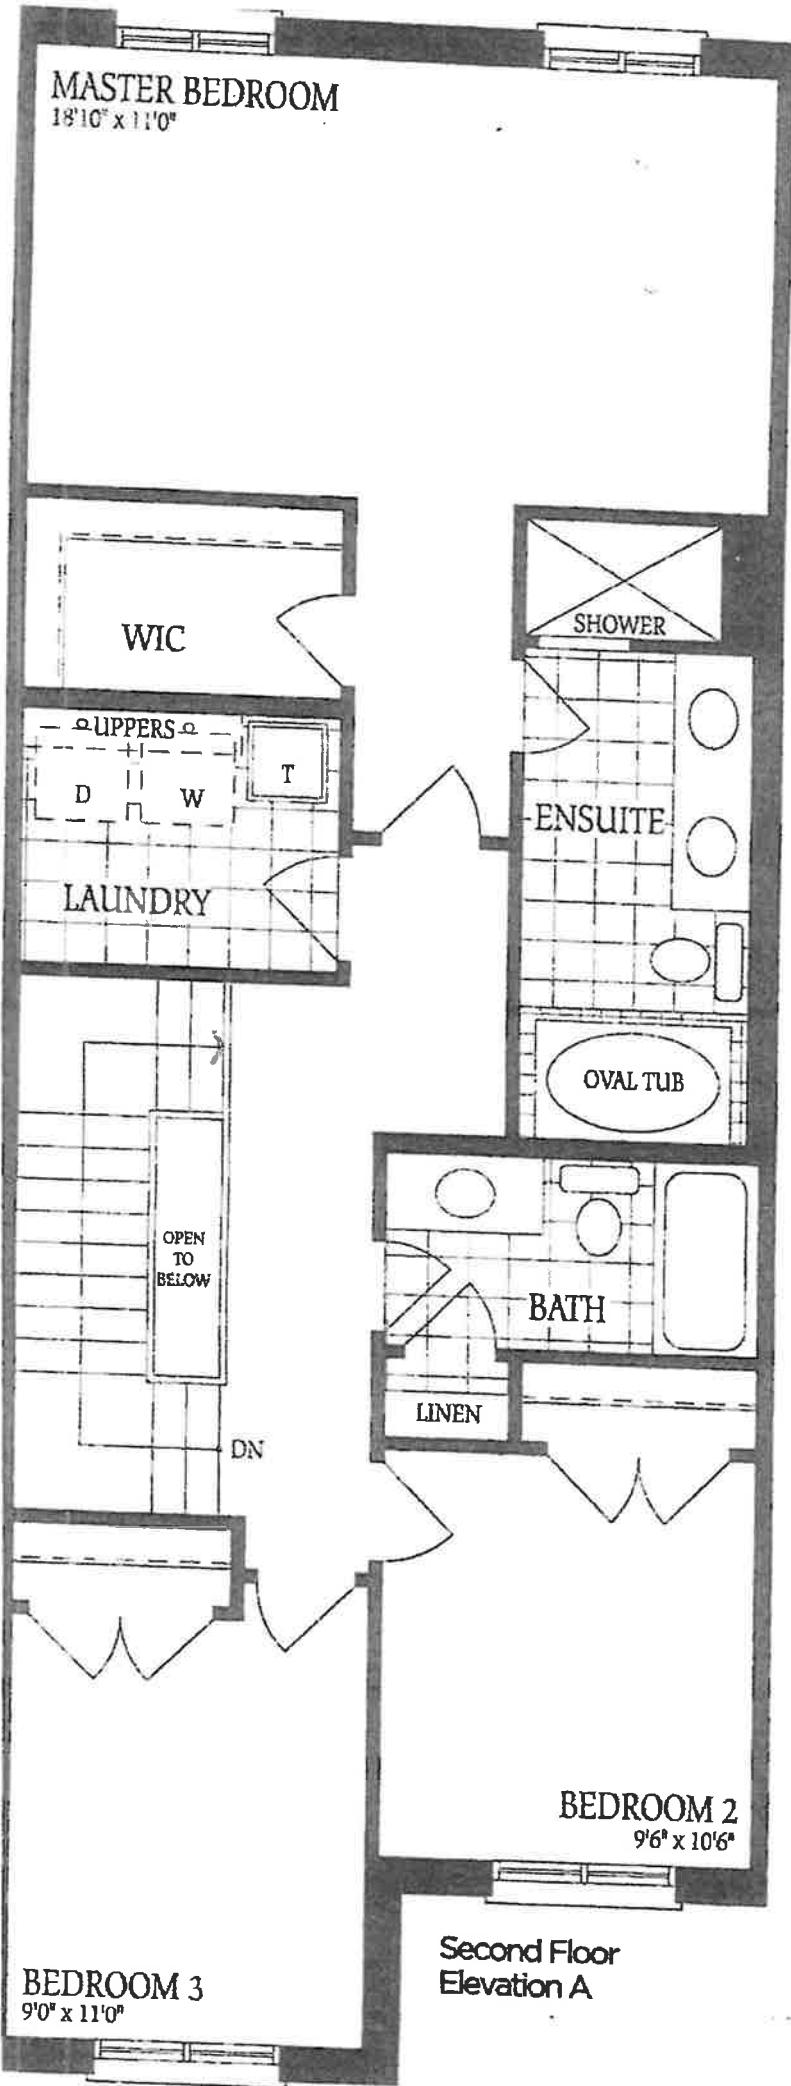 MASTER BEDROOM
18'10" x 11'0"
WIC
SHOWER
UPPERS
D
W
T
LAUNDRY
ENSUITE
OVAL TUB
OPEN
TO
BELOW
BATH
LINEN
DN
BEDROOM 2
9'6" x 10'6"
Second Floor
Elevation A
BEDROOM 3
9'0" x 11'0"